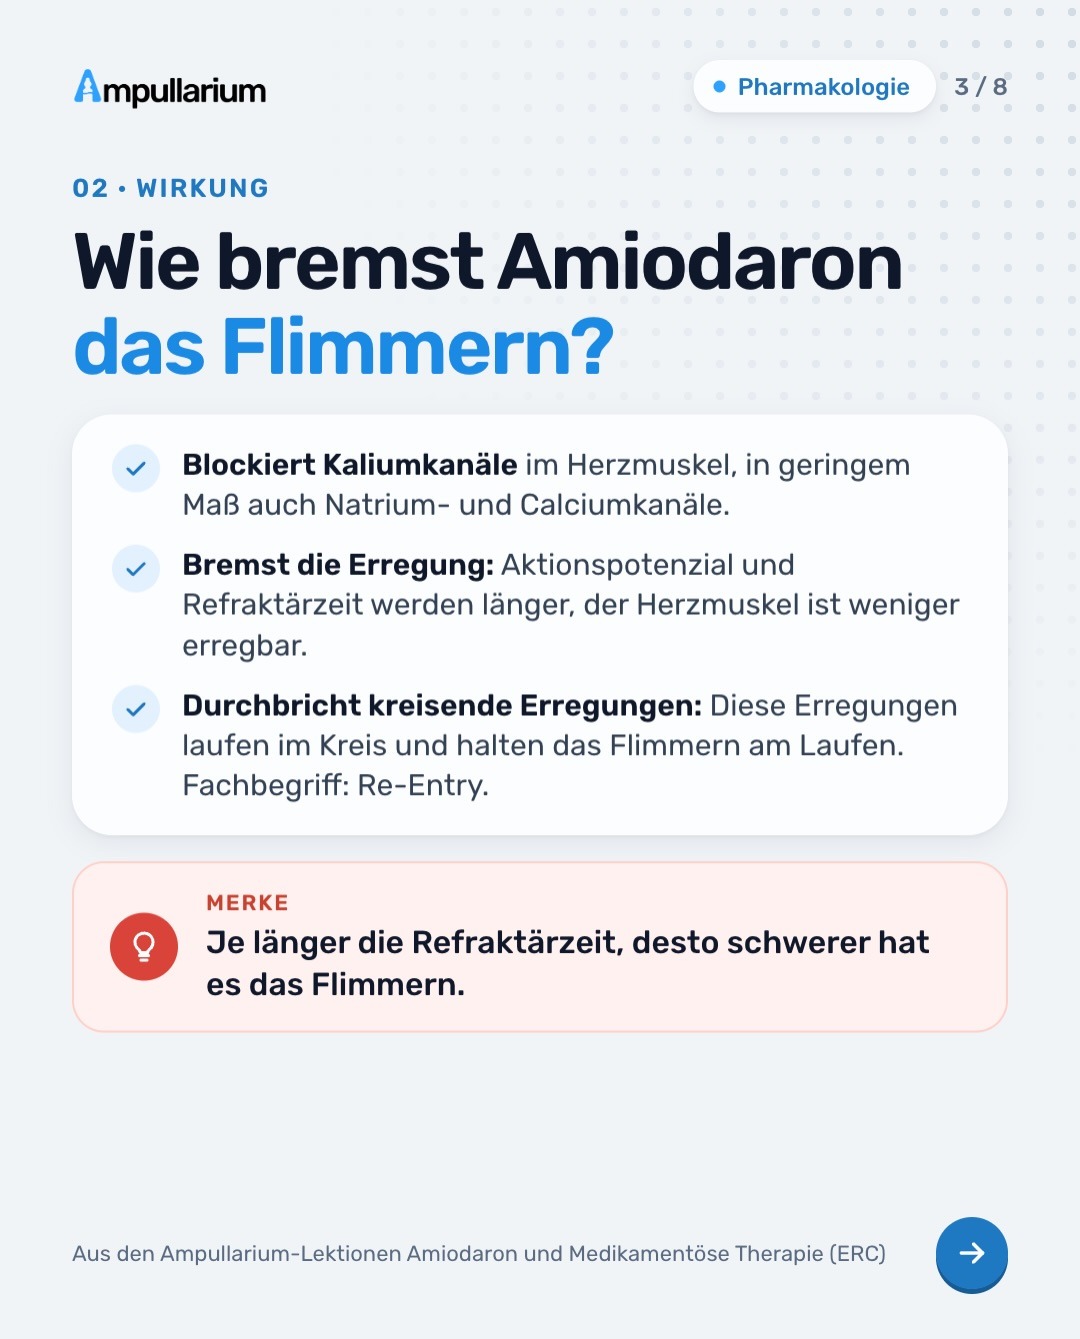 Ampullarium
Pharmakologie
3 / 8
02 • WIRKUNG
Wie bremst Amiodaron
das Flimmern?
Blockiert Kaliumkanäle im Herzmuskel, in geringem
Maß auch Natrium- und Calciumkanäle.
Bremst die Erregung: Aktionspotenzial und
Refraktärzeit werden länger, der Herzmuskel ist weniger
erregbar.
Durchbricht kreisende Erregungen: Diese Erregungen
laufen im Kreis und halten das Flimmern am Laufen.
Fachbegriff: Re-Entry.
MERKE
Je länger die Refraktärzeit, desto schwerer hat
es das Flimmern.
Aus den Ampullarium-Lektionen Amiodaron und Medikamentöse Therapie (ERC)